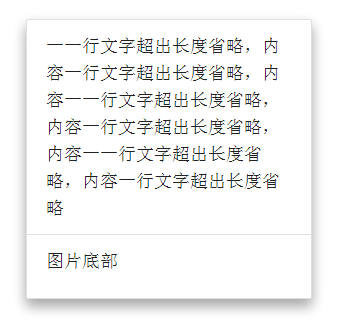 一一行文字超出长度省略，内
容一行文字超出长度省略，内
容一一行文字超出长度省略，
内容一行文字超出长度省略，
内容一一行文字超出长度省
略，内容一行文字超出长度省
略
图片底部